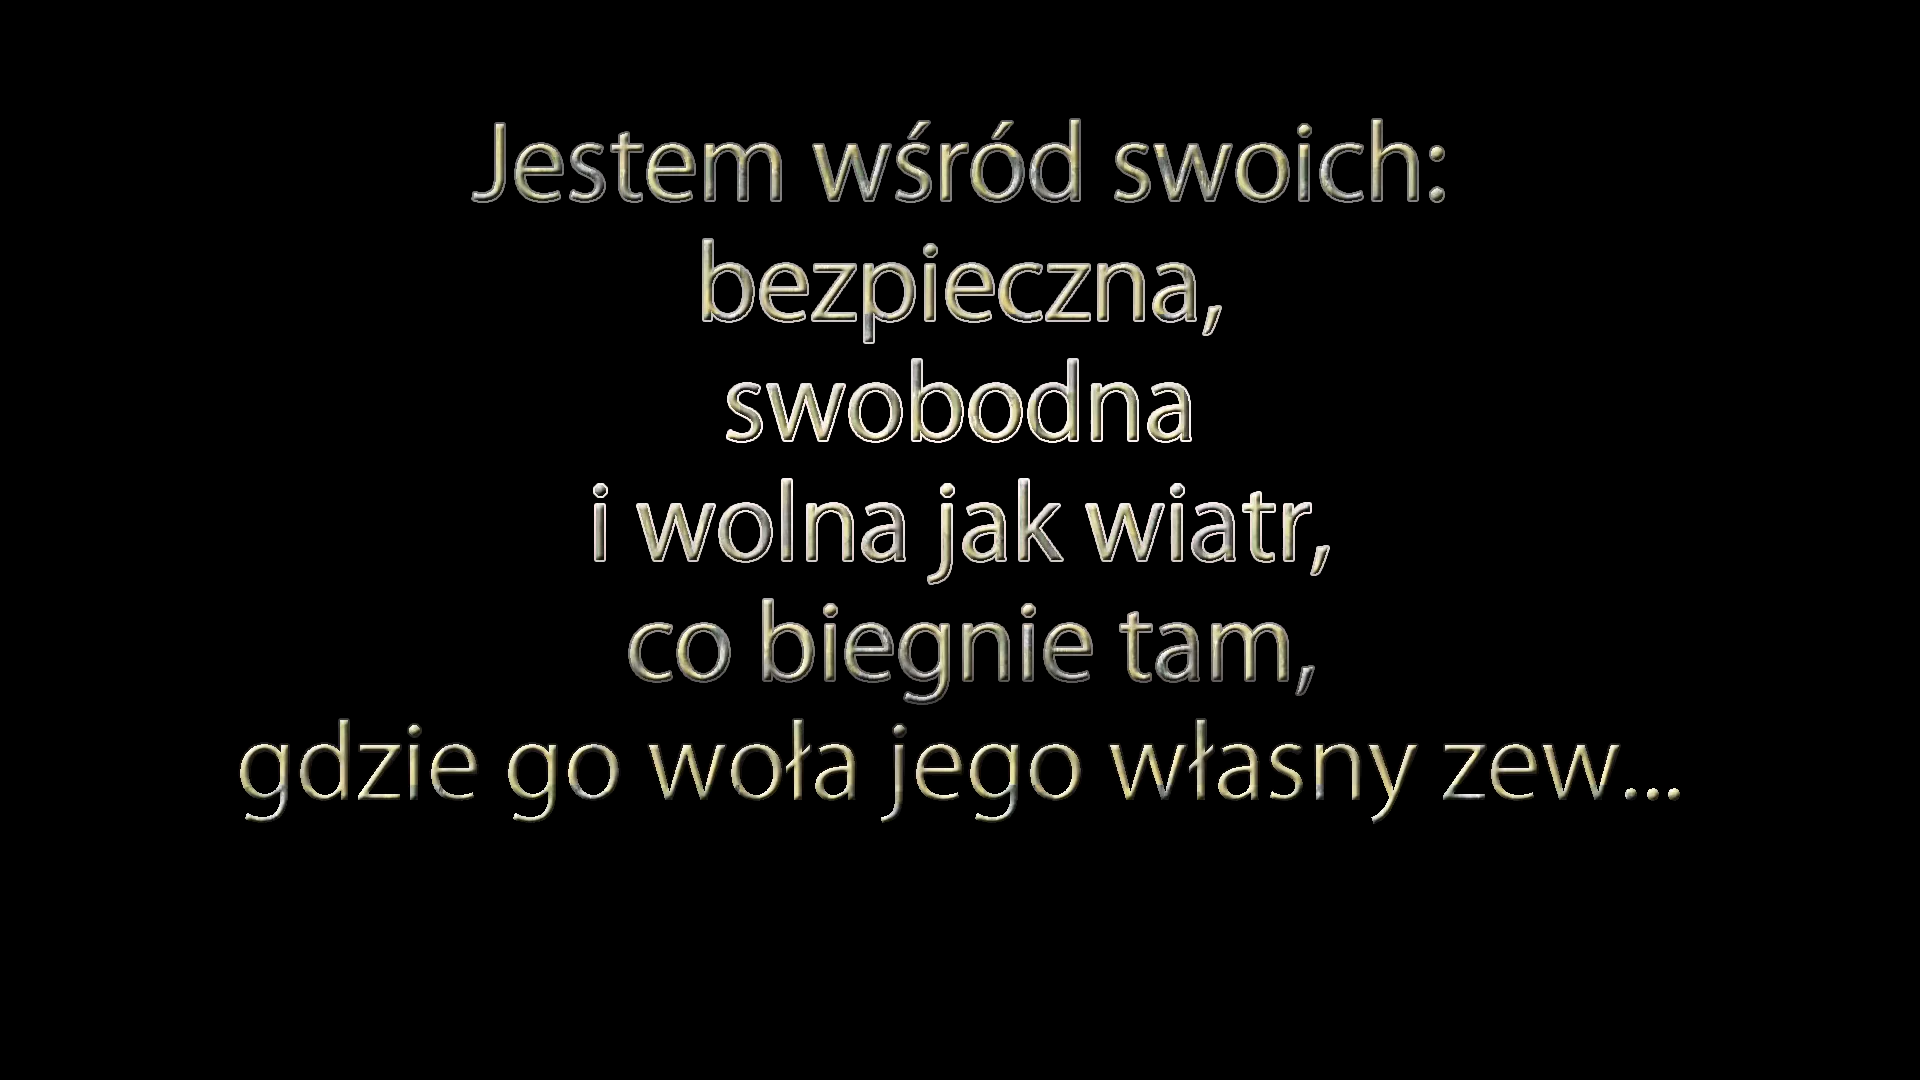 Jestem wśród swoich:
bezpieczna,
swobodna
i wolna jak wiatr,
co biegnie tam,
gdzie go woła jego własny zew...